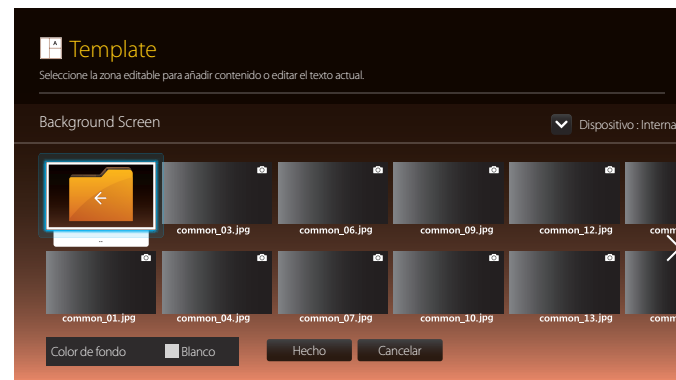 A
Template
Seleccione la zona editable para añadir contenido o editar el texto actual.
Background Screen
Dispositivo : Interna
common_03.jpg common_06.jpg common_09.jpg common_12.jpg comm
..
common_01.jpg common_04.jpg common_07.jpg common_10.jpg common_13.jpg comm
Color de fondo Blanco Hecho Cancelar